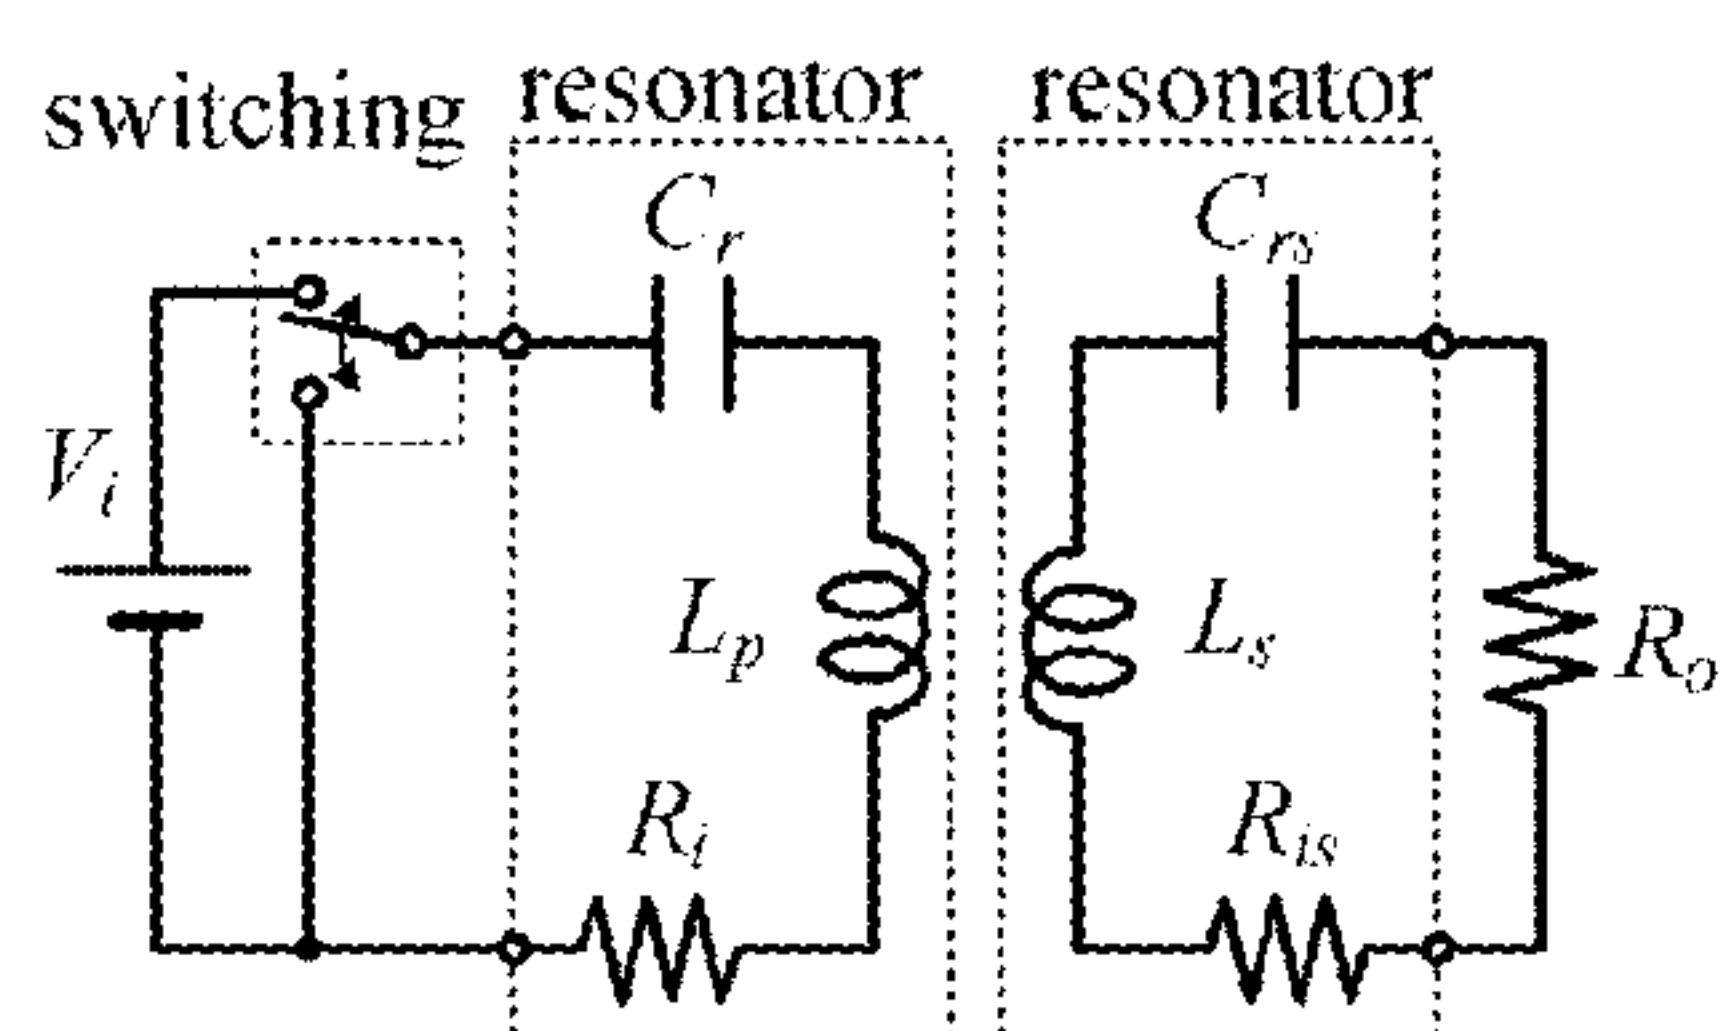 switching
resonator
resonator
Cr
Crs
Vi
Lp
Ls
Ro
Ri
Ris